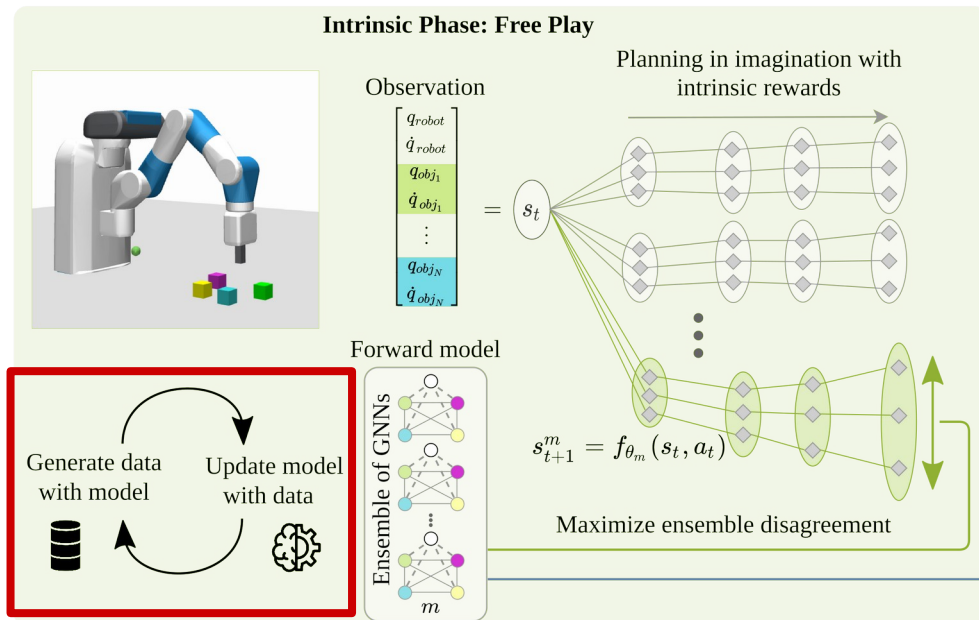 Intrinsic Phase: Free Play
Observation
q_robot
q̇_robot
q_obj₁
q̇_obj₁
⋮
q_obj_N
q̇_obj_N
=
s_t
Planning in imagination with
intrinsic rewards
Forward model
Ensemble of GNNs
m
s^m_{t+1} = f_{θ_m}(s_t, a_t)
Maximize ensemble disagreement
Generate data
with model
Update model
with data